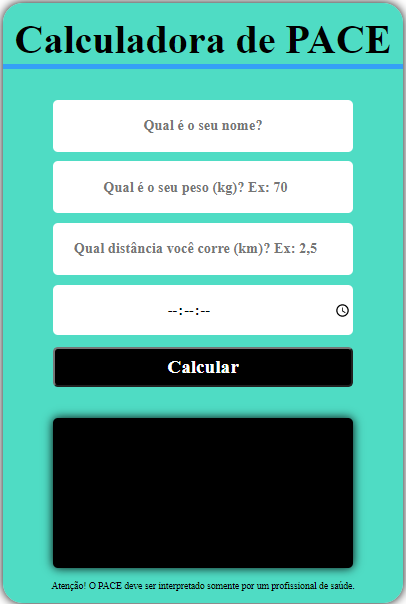 Calculadora de PACE
Qual é o seu nome?
Qual é o seu peso (kg)? Ex: 70
Qual distância você corre (km)? Ex: 2,5
--:--:--
Calcular
Atenção! O PACE deve ser interpretado somente por um profissional de saúde.